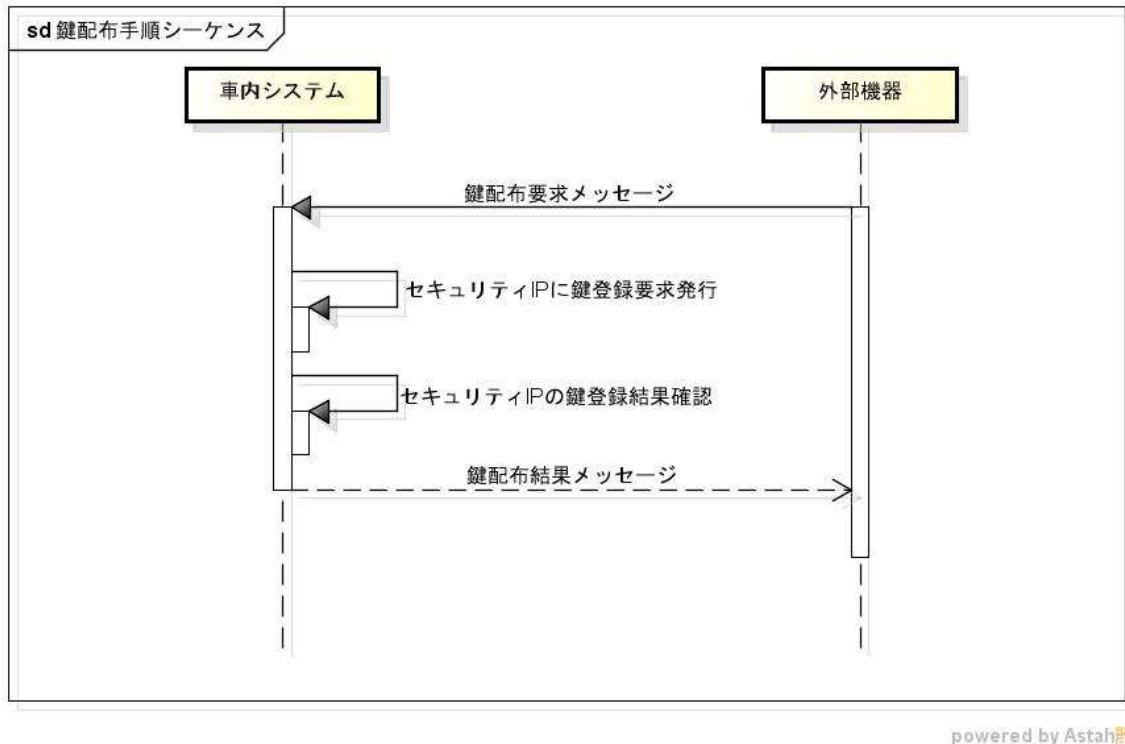 sd 鍵配布手順シーケンス
車内システム
外部機器
鍵配布要求メッセージ
セキュリティIPに鍵登録要求発行
セキュリティIPの鍵登録結果確認
鍵配布結果メッセージ
powered by Astah